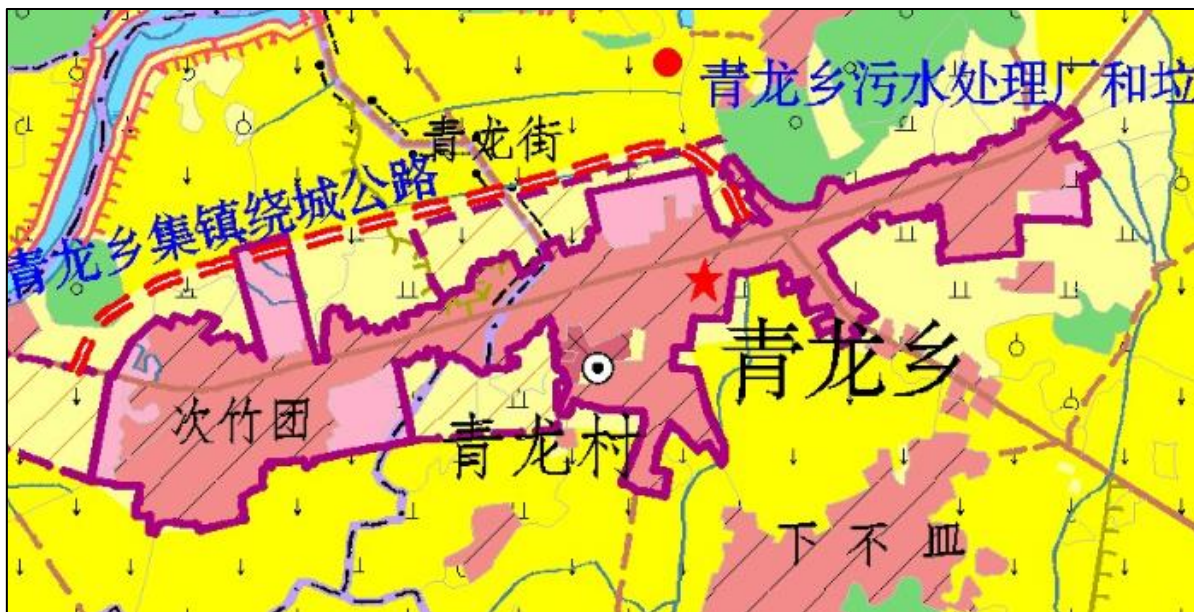 青龙乡污水处理厂和垃
青龙街
青龙乡集镇绕城公路
青龙乡
次竹团
青龙村
下不皿